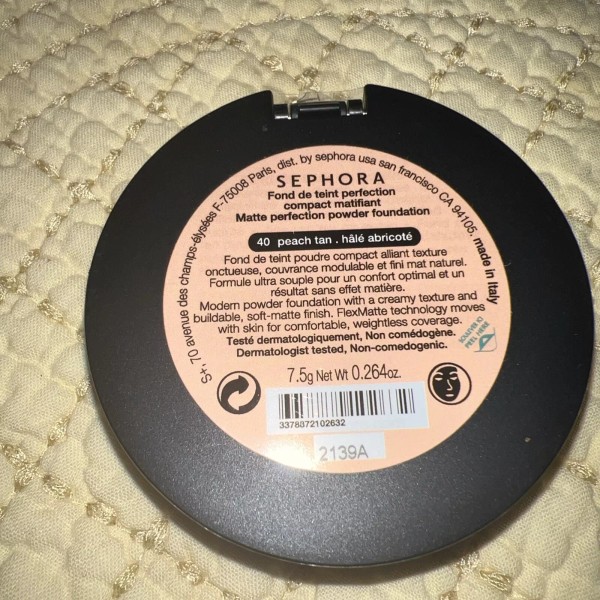 S+, 70 avenue des champs-élysées F-75008 Paris, dist. by sephora usa san francisco CA 94105. made in Italy
SEPHORA
Fond de teint perfection
compact matifiant
Matte perfection powder foundation
40 peach tan . hâlé abricoté
Fond de teint poudre compact alliant texture
onctueuse, couvrance modulable et fini mat naturel.
Formule ultra souple pour un confort optimal et un
résultat sans effet matière.
Modern powder foundation with a creamy texture and
buildable, soft-matte finish. FlexMatte technology moves
with skin for comfortable, weightless coverage.
Testé dermatologiquement, Non comédogène.
Dermatologist tested, Non-comedogenic.
SOULEVER ICI
PEEL HERE
7.5g Net Wt 0.264oz.
3378872102632
2139A